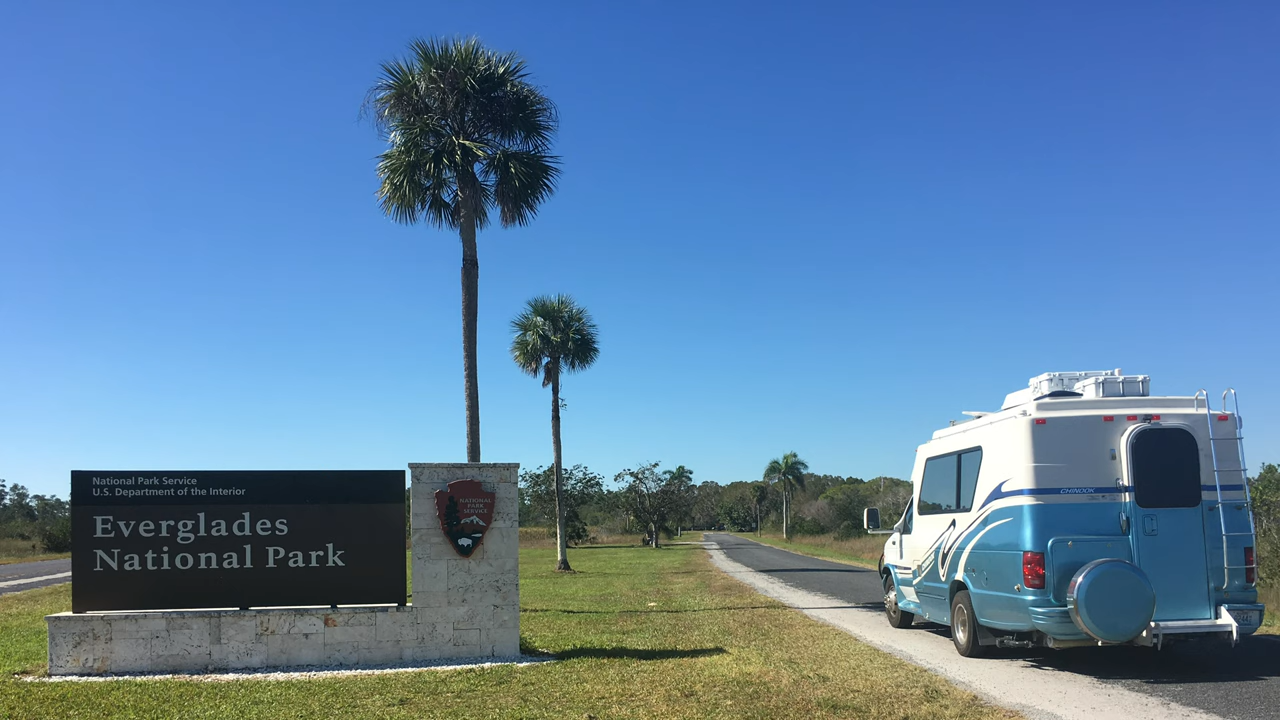 National Park Service
U.S. Department of the Interior
Everglades
National Park
NATIONAL
PARK
SERVICE
CHINOOK